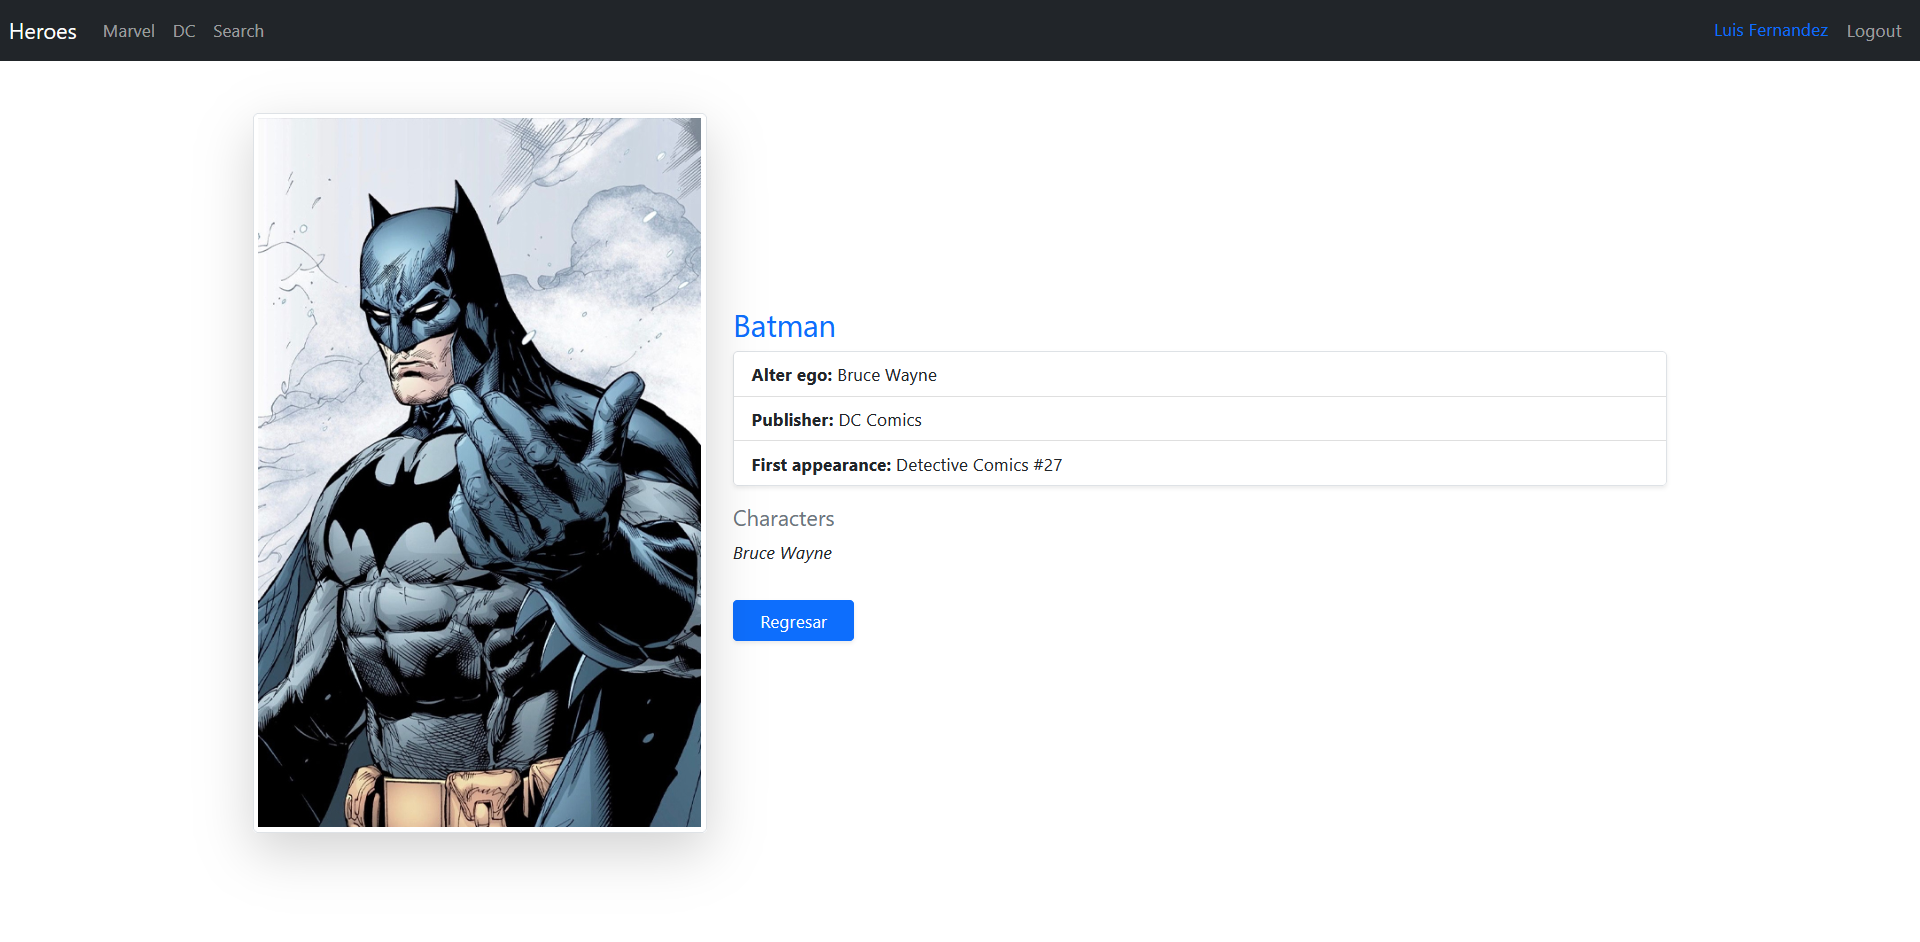 Heroes Marvel DC Search Luis Fernandez Logout
Batman
Alter ego: Bruce Wayne
Publisher: DC Comics
First appearance: Detective Comics #27
Characters
Bruce Wayne
Regresar